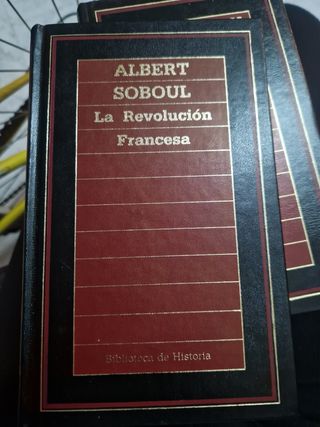 ALBERT
SOBOUL
La Revolución
Francesa
Biblioteca de Historia